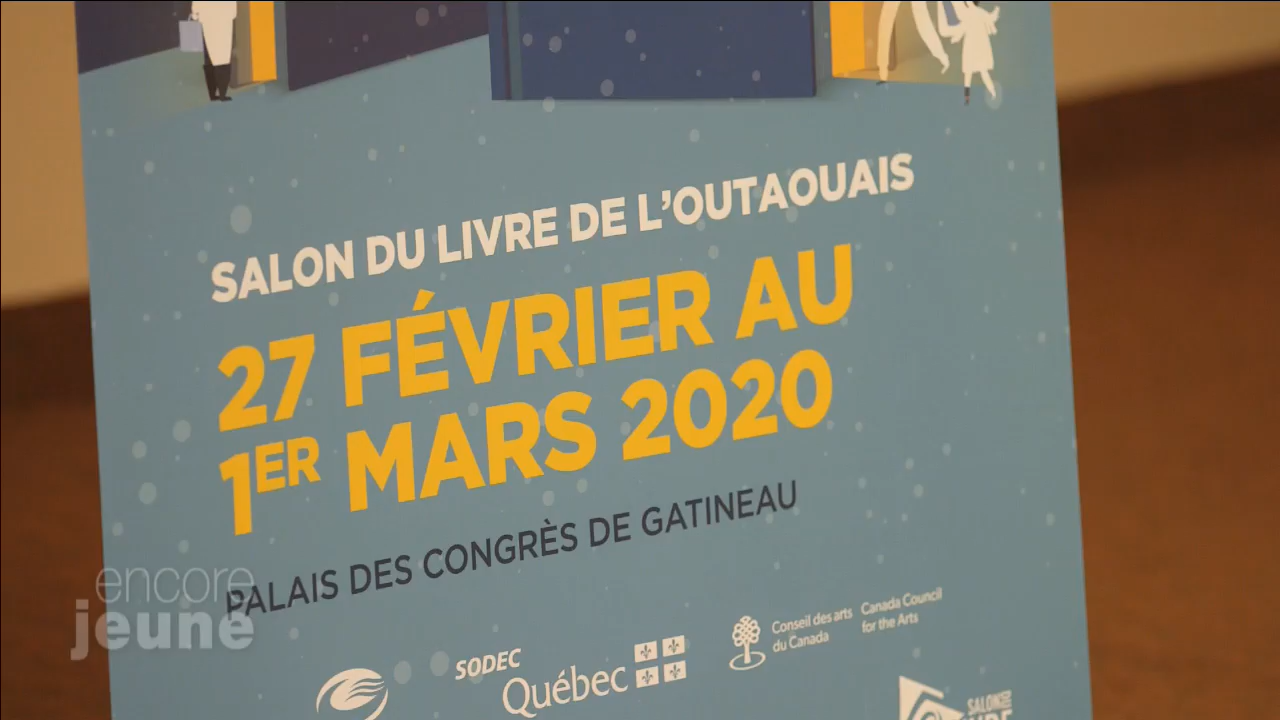 SALON DU LIVRE DE L'OUTAOUAIS
27 FÉVRIER AU
1ER MARS 2020
PALAIS DES CONGRÈS DE GATINEAU
encore
jeune
SODEC
Québec
Conseil des arts
du Canada
Canada Council
for the Arts
SALON